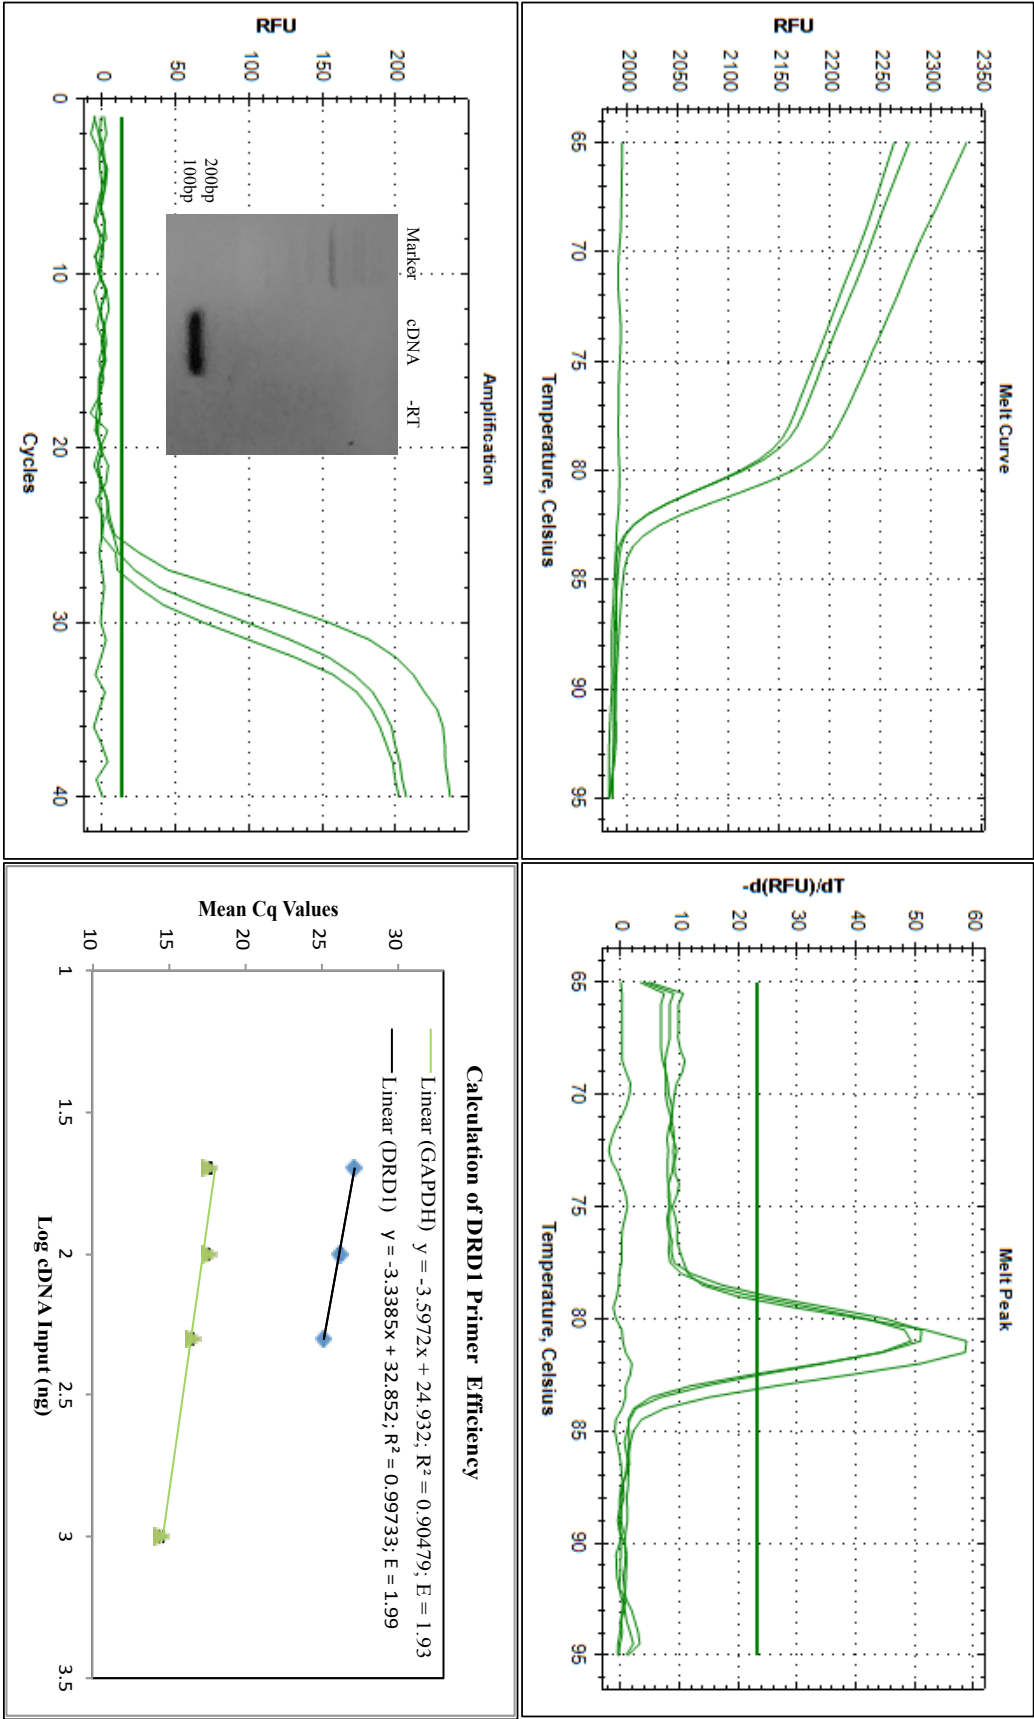 Amplification
RFU
200
150
100
50
0
Marker
cDNA
-RT
200bp
100bp
0
10
20
30
40
Cycles
Melt Curve
RFU
2350
2300
2250
2200
2150
2100
2050
2000
65
70
75
80
85
90
95
Temperature, Celsius
Calculation of DRD1 Primer Efficiency
Linear (GAPDH) y = -3.5972x + 24.932; R² = 0.90479; E = 1.93
Linear (DRD1) y = -3.3385x + 32.852; R² = 0.99733; E = 1.99
Mean Cq Values
30
25
20
15
10
1
1.5
2
2.5
3
3.5
Log cDNA Input (ng)
Melt Peak
-d(RFU)/dT
60
50
40
30
20
10
0
65
70
75
80
85
90
95
Temperature, Celsius